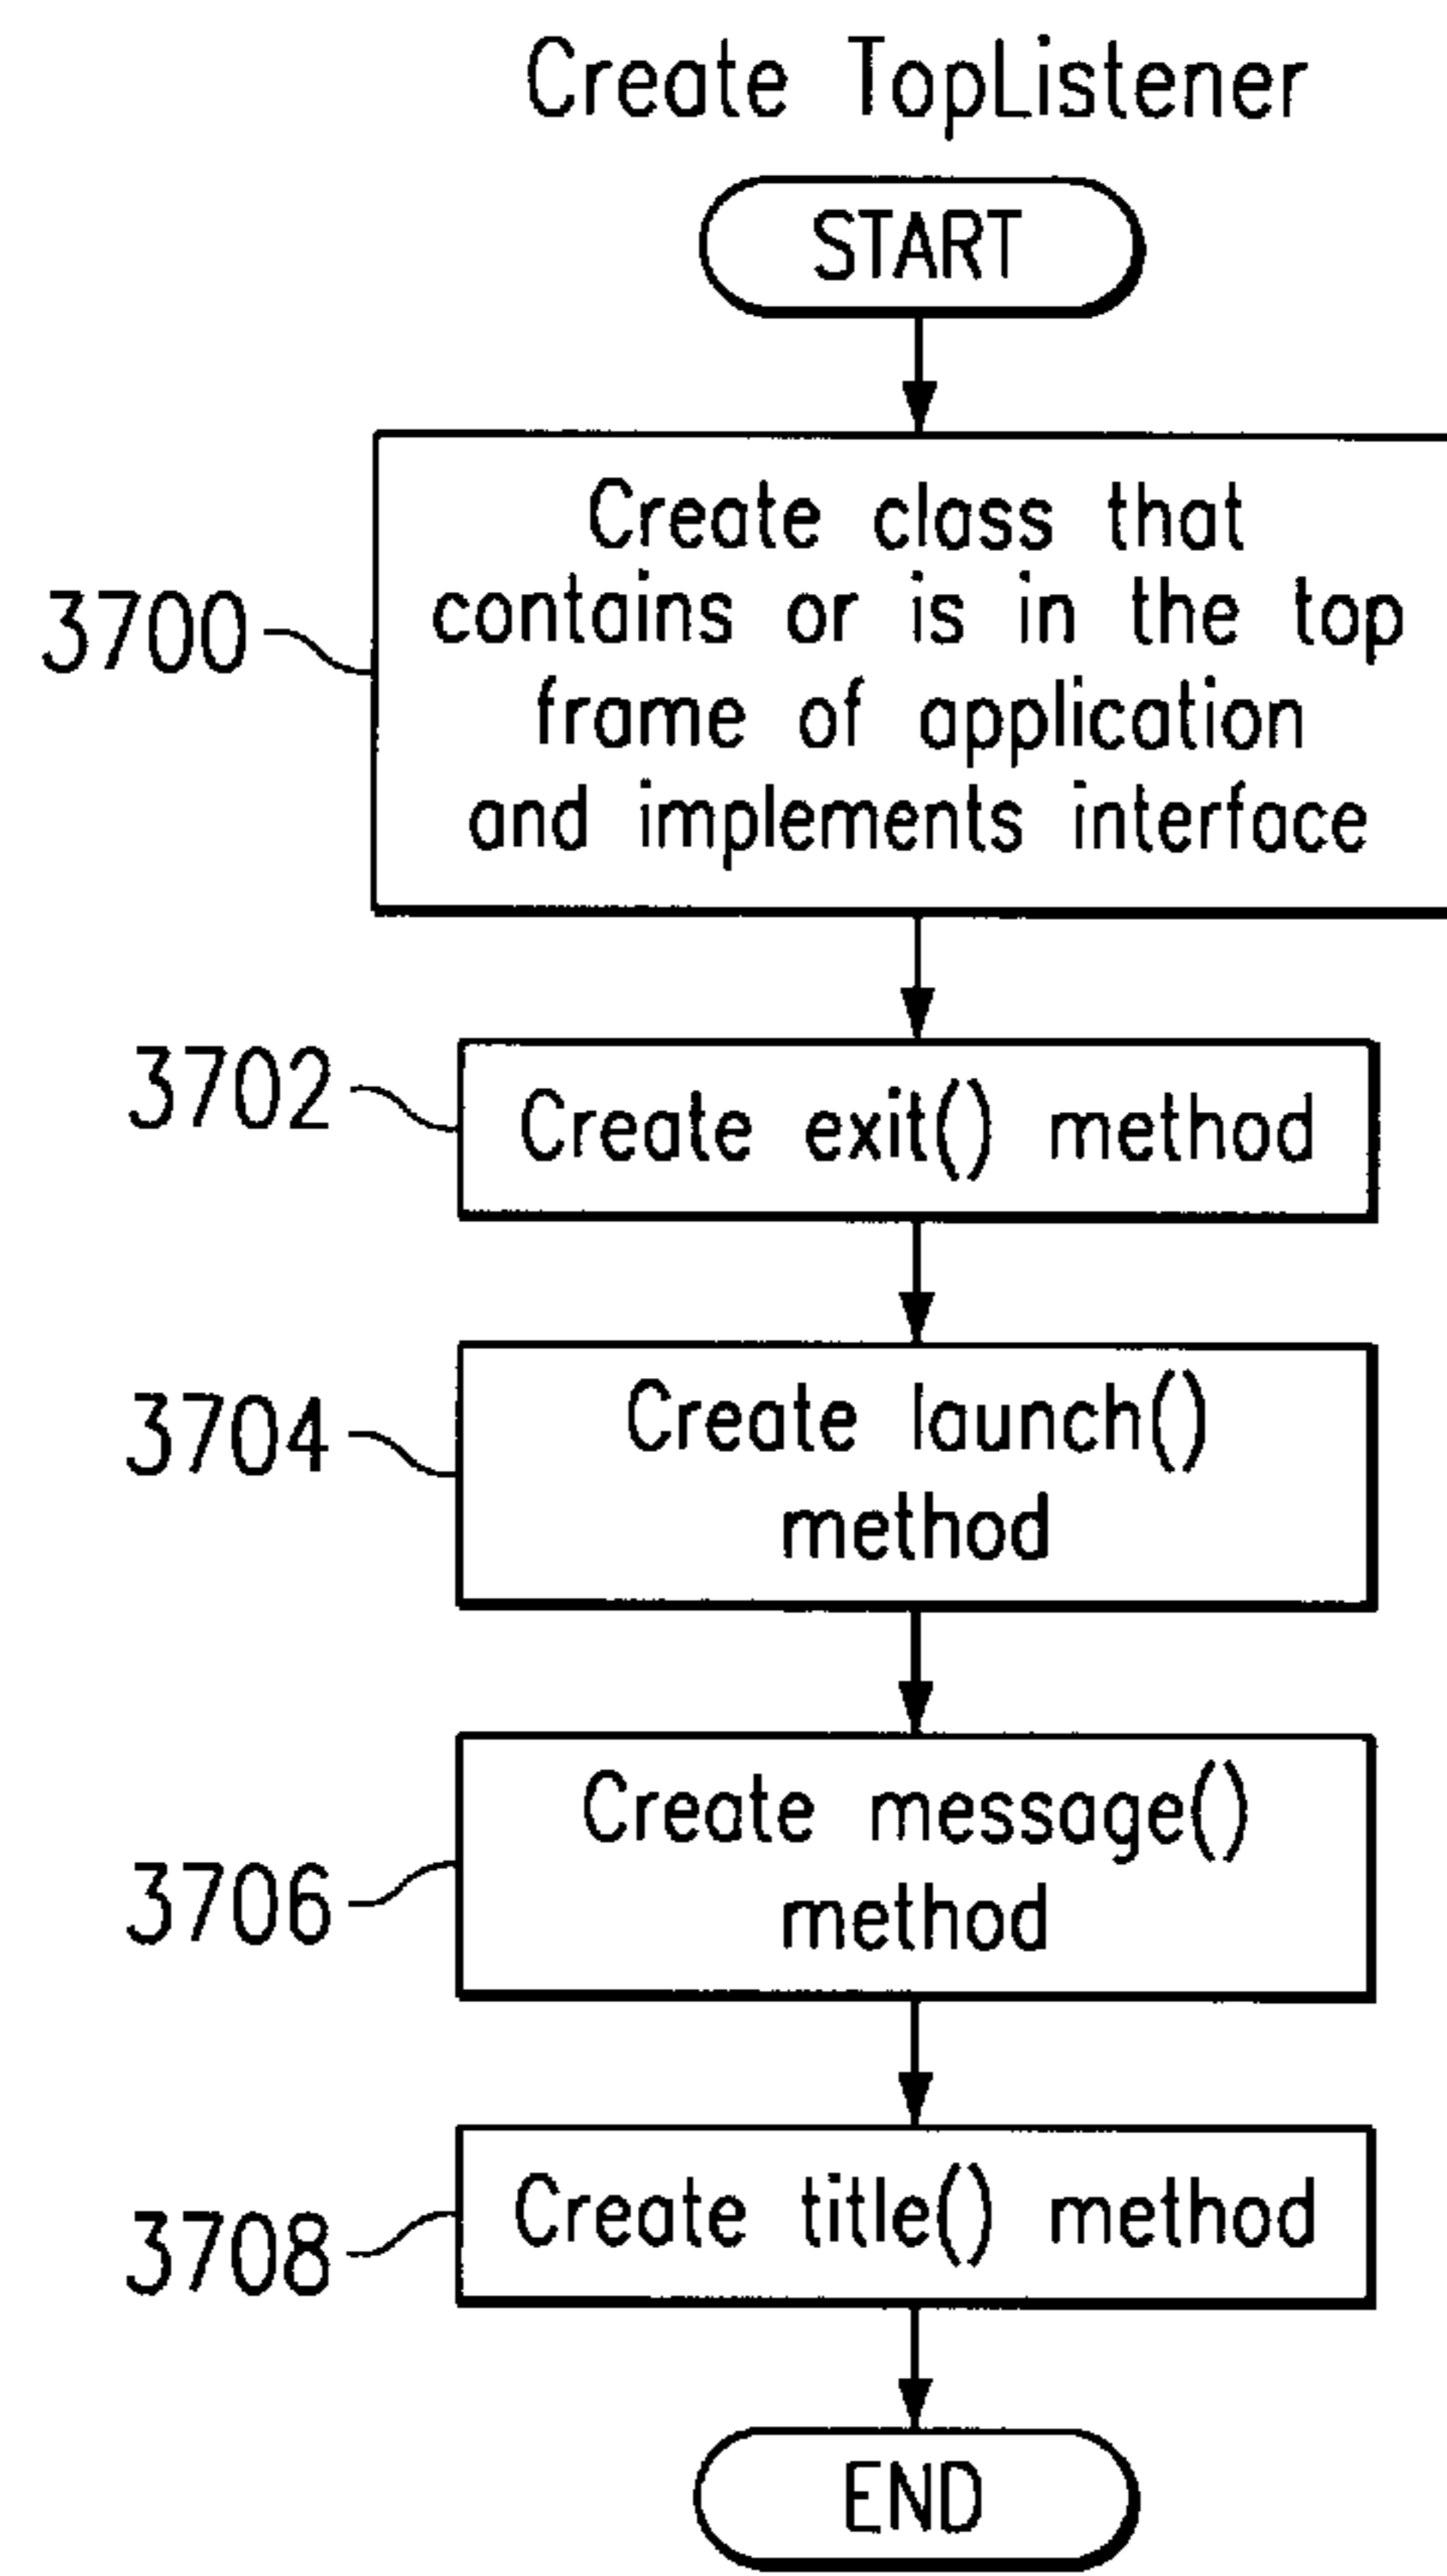 Create TopListener
START
3700
Create class that
contains or is in the top
frame of application
and implements interface
3702
Create exit() method
3704
Create launch()
method
3706
Create message()
method
3708
Create title() method
END